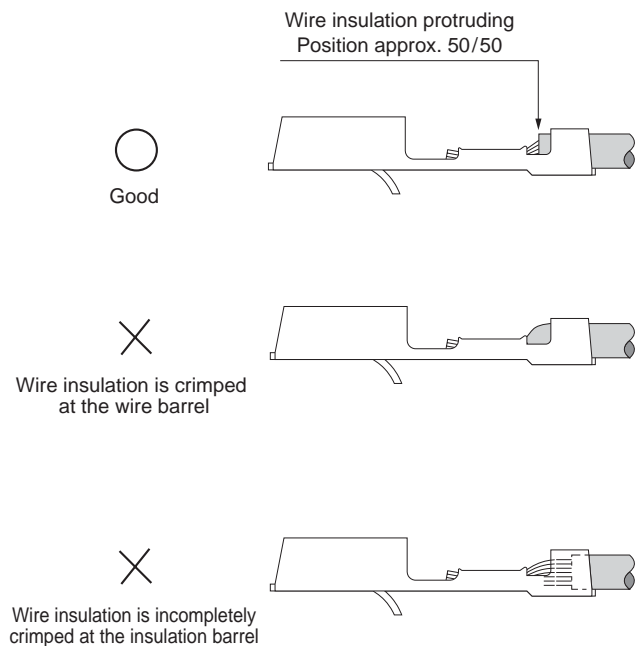 Wire insulation protruding
Position approx. 50/50
Good
Wire insulation is crimped
at the wire barrel
Wire insulation is incompletely
crimped at the insulation barrel